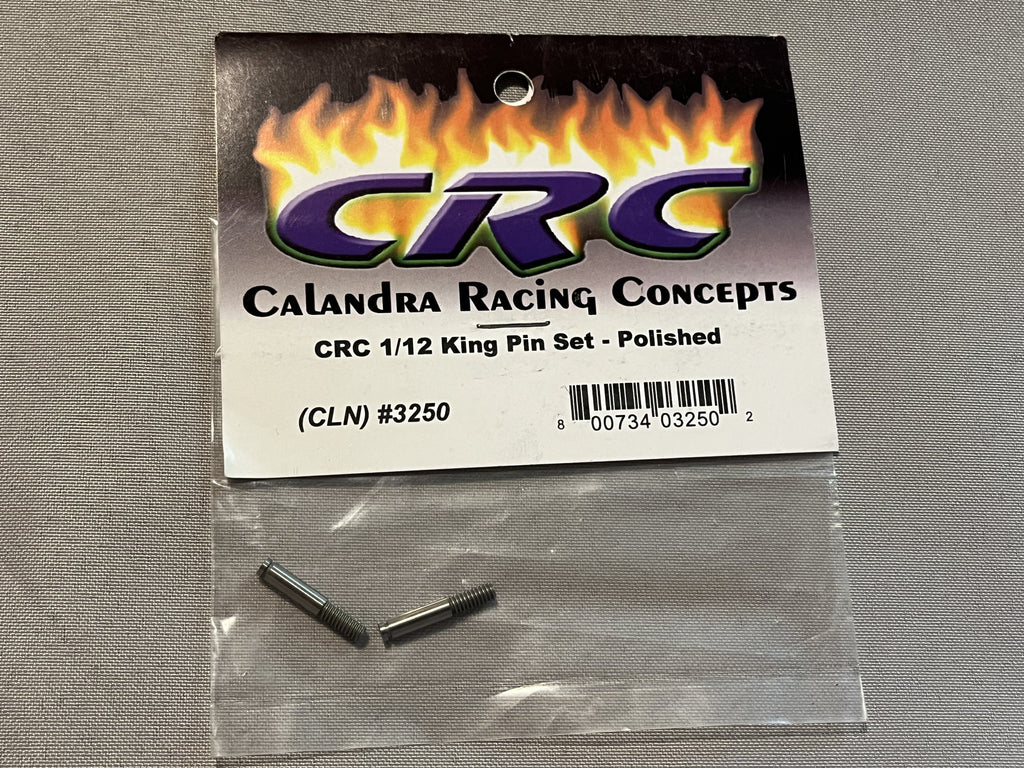 CRC
Calandra Racing Concepts
CRC 1/12 King Pin Set - Polished
(CLN) #3250
8 00734 03250 2